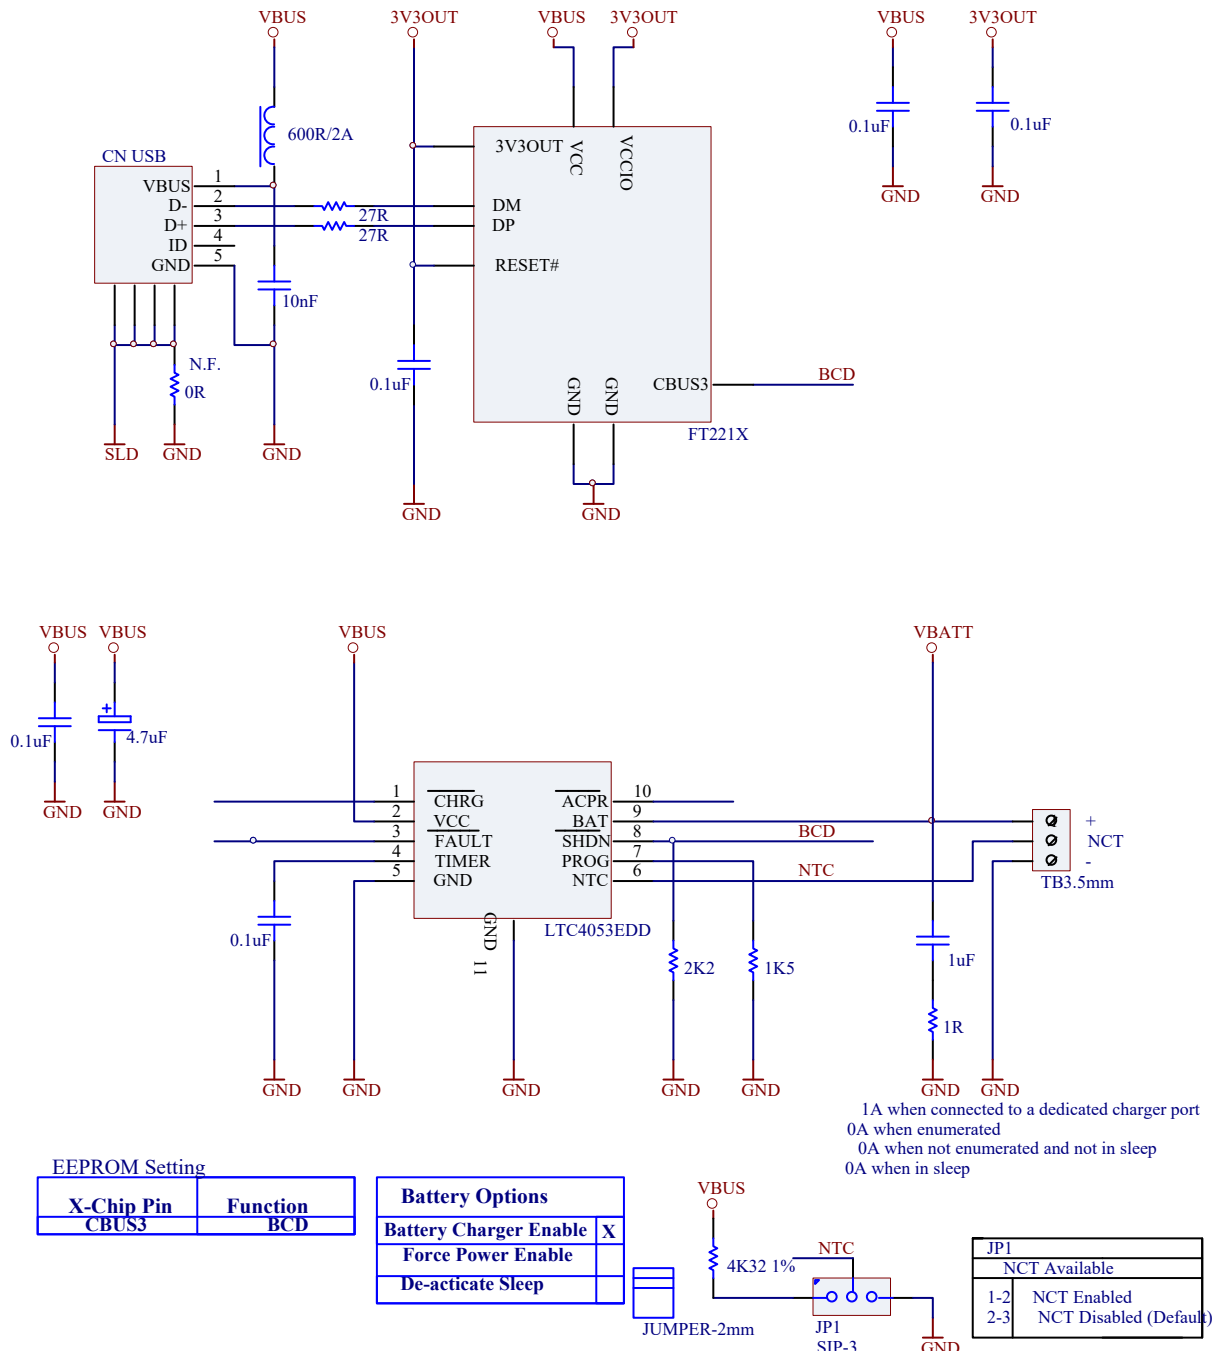 VBUS
3V3OUT
VBUS
3V3OUT
VBUS
3V3OUT
600R/2A
0.1uF
0.1uF
GND
GND
CN USB
VBUS 1
D- 2
D+ 3
ID 4
GND 5
27R
27R
10nF
N.F.
0R
SLD
GND
GND
0.1uF
GND
3V3OUT
VCC
VCCIO
DM
DP
RESET#
GND
GND
CBUS3
BCD
FT221X
GND
VBUS
VBUS
VBUS
VBATT
0.1uF
4.7uF
GND
GND
1 CHRG
2 VCC
3 FAULT
4 TIMER
5 GND
ACPR 10
BAT 9
SHDN 8
PROG 7
NTC 6
GND 11
LTC4053EDD
BCD
NTC
+
NCT
-
TB3.5mm
0.1uF
2K2
1K5
1uF
1R
GND
GND
GND
GND
GND
GND
GND
1A when connected to a dedicated charger port
0A when enumerated
0A when not enumerated and not in sleep
0A when in sleep
EEPROM Setting
X-Chip Pin Function
CBUS3 BCD
Battery Options
Battery Charger Enable X
Force Power Enable
De-acticate Sleep
JUMPER-2mm
VBUS
4K32 1%
NTC
JP1
SIP-3
GND
JP1
NCT Available
1-2 NCT Enabled
2-3 NCT Disabled (Default)